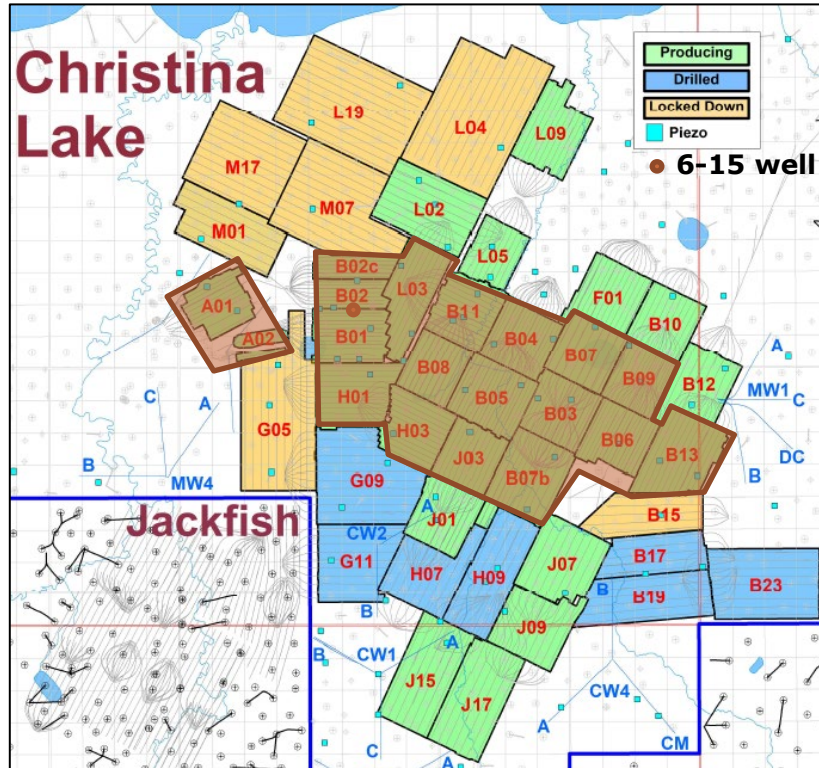 Christina
Lake
Producing
Drilled
Locked Down
Piezo
6-15 well
L19
L04
L09
M17
M07
L02
M01
L05
B02c
A01
B02
L03
F01
B11
B10
A02
B01
B04
B07
A
B08
B09
B12
H01
B05
MW1
C
C
A
B03
G05
H03
B06
DC
B
J03
B13
B
MW4
G09
B07b
A
J01
B15
Jackfish
CW2
G11
H07
H09
J07
B17
B23
B
B
B19
J09
A
B
CW1
J15
J17
CW4
A
CM
C
A